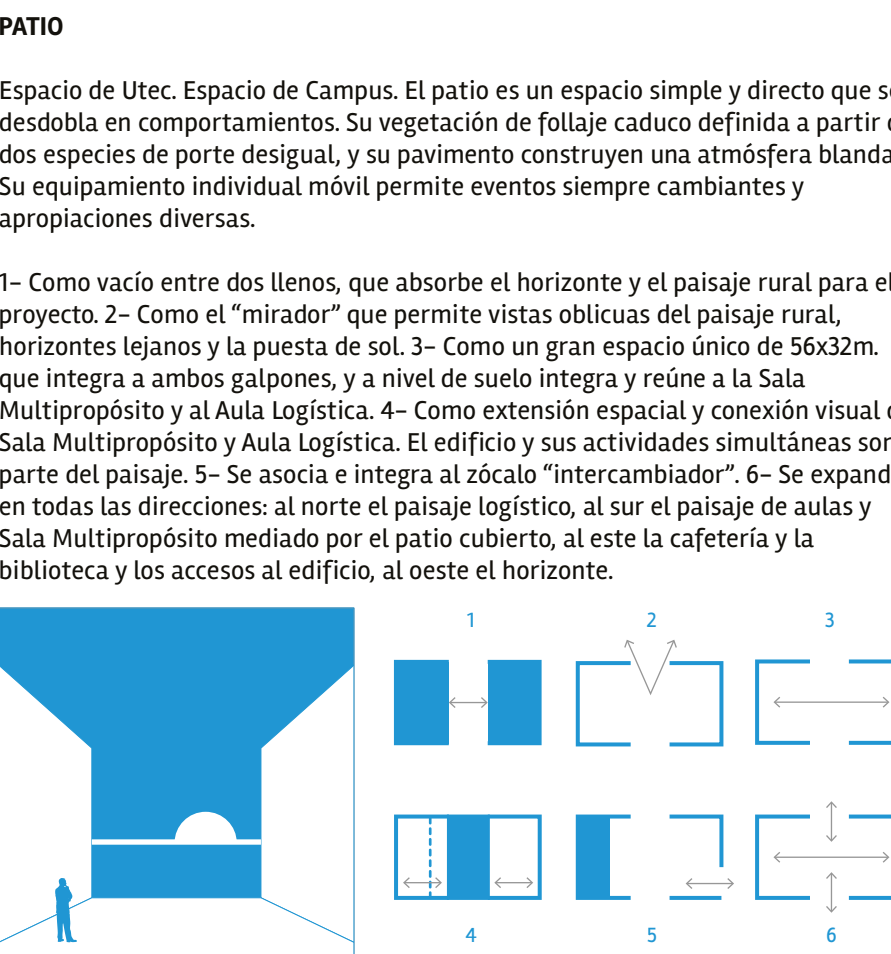 PATIO
Espacio de Utec. Espacio de Campus. El patio es un espacio simple y directo que s
desdobla en comportamientos. Su vegetación de follaje caduco definida a partir
dos especies de porte desigual, y su pavimento construyen una atmósfera blanda
Su equipamiento individual móvil permite eventos siempre cambiantes y
apropiaciones diversas.
1– Como vacío entre dos llenos, que absorbe el horizonte y el paisaje rural para el
proyecto. 2– Como el “mirador” que permite vistas oblicuas del paisaje rural,
horizontes lejanos y la puesta de sol. 3– Como un gran espacio único de 56x32m.
que integra a ambos galpones, y a nivel de suelo integra y reúne a la Sala
Multipropósito y al Aula Logística. 4– Como extensión espacial y conexión visual
Sala Multipropósito y Aula Logística. El edificio y sus actividades simultáneas son
parte del paisaje. 5– Se asocia e integra al zócalo “intercambiador”. 6– Se expand
en todas las direcciones: al norte el paisaje logístico, al sur el paisaje de aulas y
Sala Multipropósito mediado por el patio cubierto, al este la cafetería y la
biblioteca y los accesos al edificio, al oeste el horizonte.
1 2 3
4 5 6